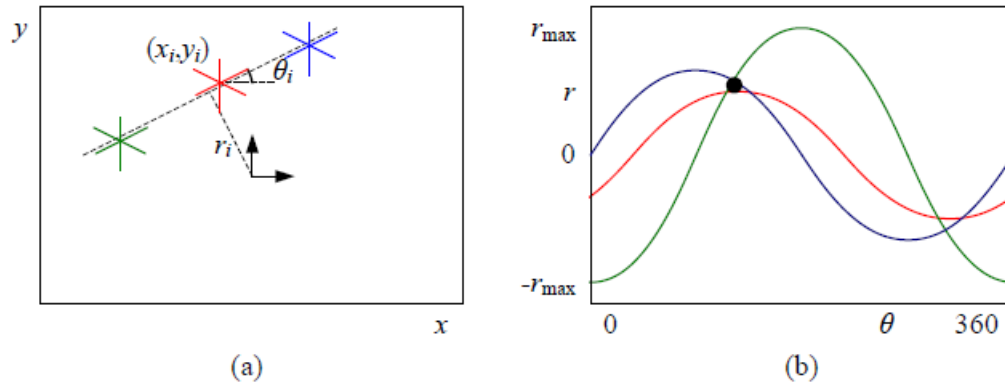 y
(xᵢ,yᵢ)
θᵢ
rᵢ
x
(a)
rmax
r
0
-rmax
0 θ 360
(b)